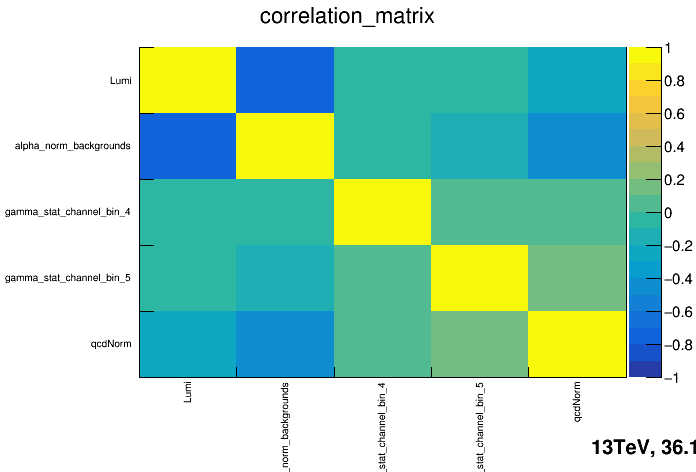 correlation_matrix
Lumi
alpha_norm_backgrounds
gamma_stat_channel_bin_4
gamma_stat_channel_bin_5
qcdNorm
1
0.8
0.6
0.4
0.2
0
−0.2
−0.4
−0.6
−0.8
−1
Lumi
_norm_backgrounds
_stat_channel_bin_4
_stat_channel_bin_5
qcdNorm
13TeV, 36.1